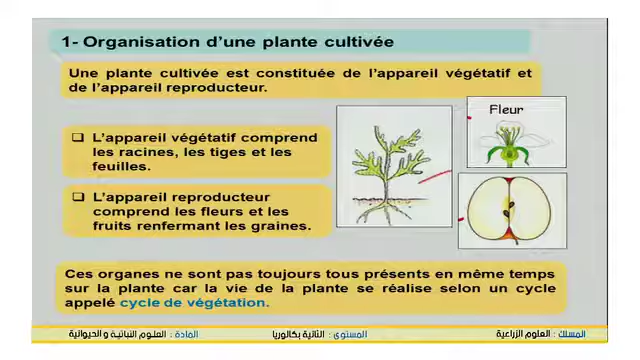 1- Organisation d'une plante cultivée
Une plante cultivée est constituée de l'appareil végétatif et
de l'appareil reproducteur.
Fleur
❑ L'appareil végétatif comprend
les racines, les tiges et les
feuilles.
❑ L'appareil reproducteur
comprend les fleurs et les
fruits renfermant les graines.
Ces organes ne sont pas toujours tous présents en même temps
sur la plante car la vie de la plante se réalise selon un cycle
appelé cycle de végétation.
المسلك : العلوم الزراعية
المستوى : الثانية بكالوريا
المادة : العلوم النباتية و الحيوانية